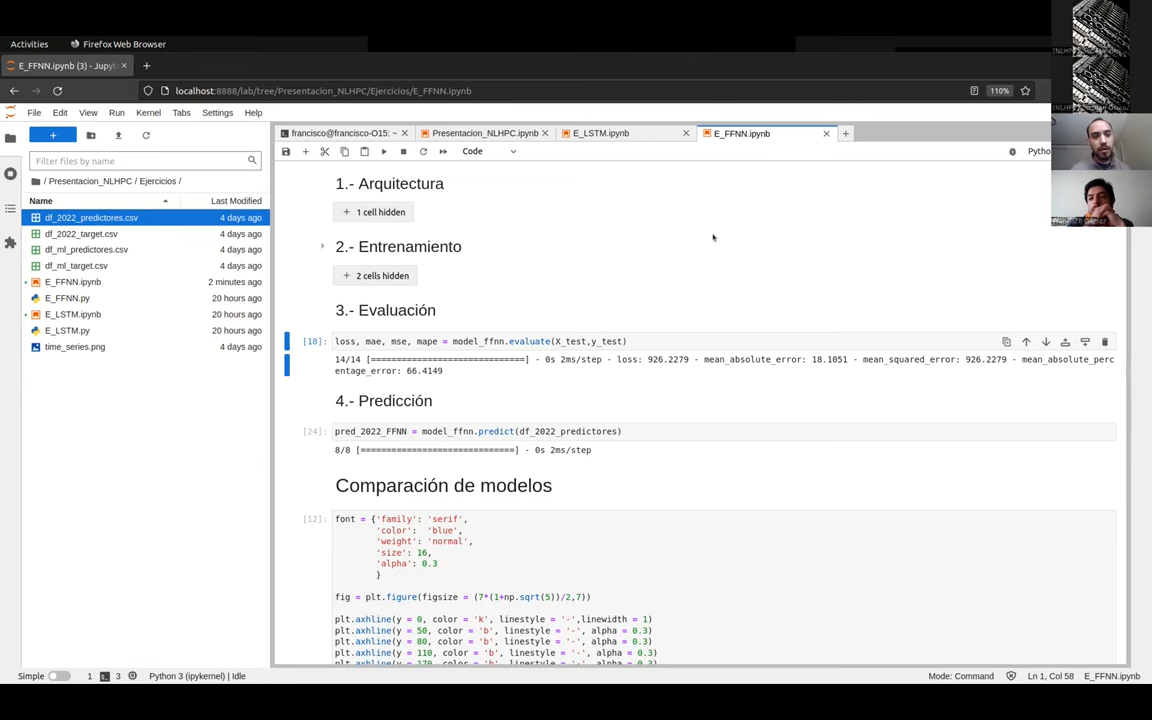 Activities
Firefox Web Browser
E_FFNN.ipynb (3) - Jupyt
localhost:8888/lab/tree/Presentacion_NLHPC/Ejercicios/E_FFNN.ipynb
110%
File Edit View Run Kernel Tabs Settings Help
Filter files by name
/ Presentacion_NLHPC / Ejercicios /
Name Last Modified
df_2022_predictores.csv 4 days ago
df_2022_target.csv 4 days ago
df_ml_predictores.csv 4 days ago
df_ml_target.csv 4 days ago
E_FFNN.ipynb 2 minutes ago
E_FFNN.py 20 hours ago
E_LSTM.ipynb 20 hours ago
E_LSTM.py 20 hours ago
time_series.png 4 days ago
francisco@francisco-O15: ~
Presentacion_NLHPC.ipynb
E_LSTM.ipynb
E_FFNN.ipynb
Code
Pytho
1.- Arquitectura
1 cell hidden
2.- Entrenamiento
2 cells hidden
3.- Evaluación
[18]: loss, mae, mse, mape = model_ffnn.evaluate(X_test,y_test)
14/14 [==============================] - 0s 2ms/step - loss: 926.2279 - mean_absolute_error: 18.1051 - mean_squared_error: 926.2279 - mean_absolute_perc
entage_error: 66.4149
4.- Predicción
[24]: pred_2022_FFNN = model_ffnn.predict(df_2022_predictores)
8/8 [==============================] - 0s 2ms/step
Comparación de modelos
[12]: font = {'family': 'serif',
'color': 'blue',
'weight': 'normal',
'size': 16,
'alpha': 0.3
}
fig = plt.figure(figsize = (7*(1+np.sqrt(5))/2,7))
plt.axhline(y = 0, color = 'k', linestyle = '-',linewidth = 1)
plt.axhline(y = 50, color = 'b', linestyle = '-', alpha = 0.3)
plt.axhline(y = 80, color = 'b', linestyle = '-', alpha = 0.3)
plt.axhline(y = 110, color = 'b', linestyle = '-', alpha = 0.3)
plt.axhline(y = 170, color = 'b', linestyle = '-', alpha = 0.3)
Simple 1 3 Python 3 (ipykernel) | Idle
Mode: Command Ln 1, Col 58 E_FFNN.ipynb